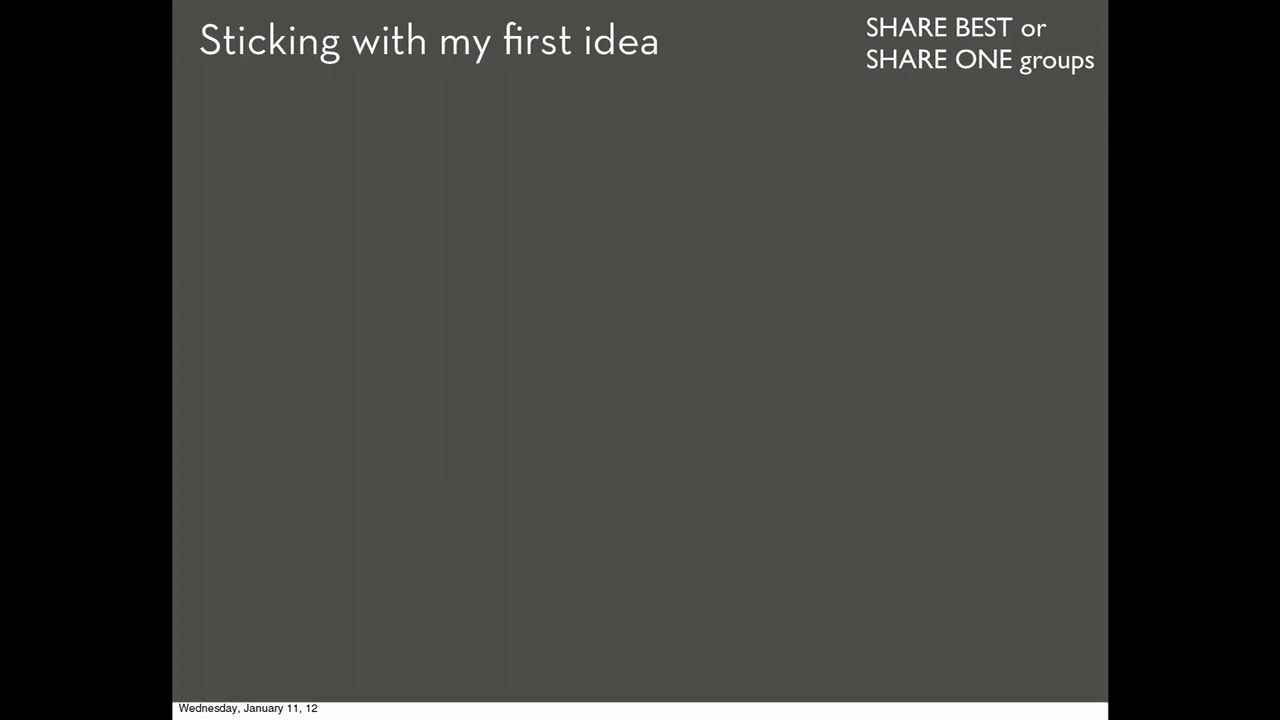 Sticking with my first idea
SHARE BEST or
SHARE ONE groups
Wednesday, January 11, 12